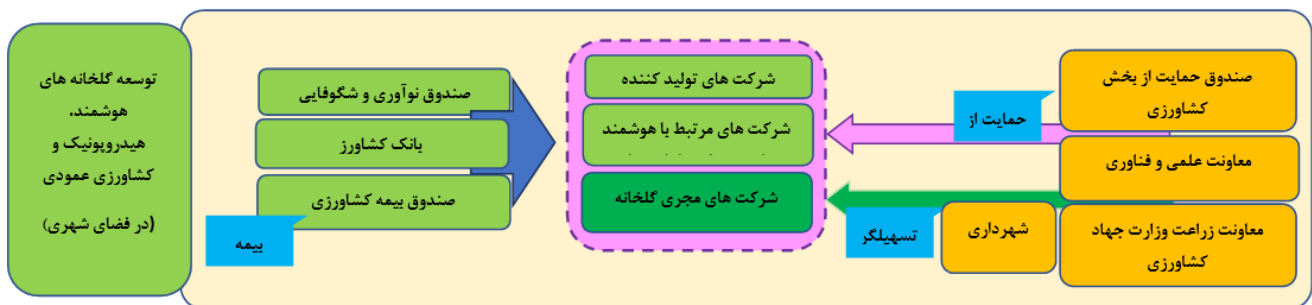 صندوق حمایت از بخش
کشاورزی
حمایت از
معاونت علمی و فناوری
معاونت زراعت وزارت جهاد
کشاورزی
شهرداری
تسهیلگر
شرکت های تولید کننده
شرکت های مرتبط با هوشمند
شرکت های مجری گلخانه
صندوق نوآوری و شگوفایی
بانک کشاورز
صندوق بیمه کشاورزی
بیمه
توسعه گلخانه های
هوشمند،
هیدروپونیک و
کشاورزی عمودی
(در فضای شهری)